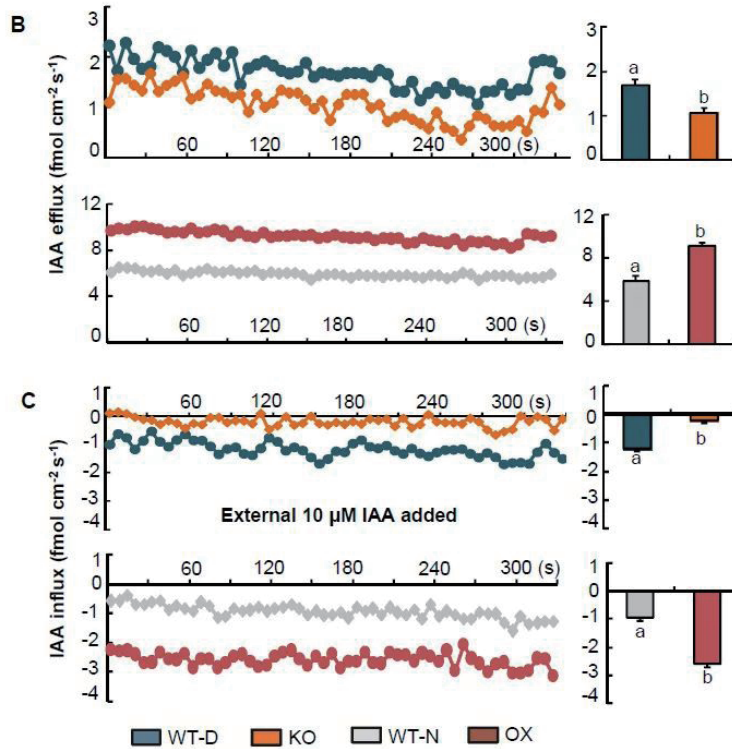 B
IAA efflux (fmol cm⁻² s⁻¹)
3
2
1
0
60 120 180 240 300 (s)
3
2
1
0
a
b
12
8
4
0
60 120 180 240 300 (s)
12
8
4
0
a
b
C
IAA influx (fmol cm⁻² s⁻¹)
1
0
-1
-2
-3
-4
60 120 180 240 300 (s)
External 10 µM IAA added
1
0
-1
-2
-3
-4
a
b
1
0
-1
-2
-3
-4
60 120 180 240 300 (s)
1
0
-1
-2
-3
-4
a
b
WT-D KO WT-N OX